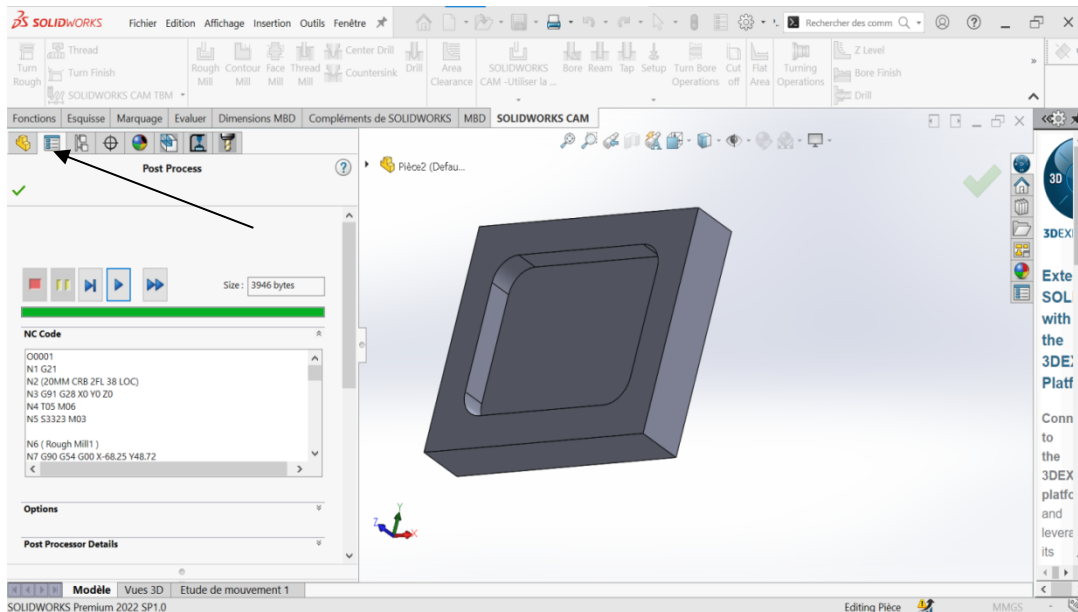 SOLIDWORKS Fichier Edition Affichage Insertion Outils Fenêtre Rechercher des comm
Turn Rough
Thread
Turn Finish
SOLIDWORKS CAM TBM
Rough Mill
Contour Mill
Face Mill
Thread Mill
Center Drill
Countersink
Drill
Area Clearance
SOLIDWORKS CAM -Utiliser la ...
Bore
Ream
Tap
Setup
Turn Bore Operations
Cut off
Flat Area
Turning Operations
Z Level
Bore Finish
Drill
Fonctions Esquisse Marquage Evaluer Dimensions MBD Compléments de SOLIDWORKS MBD SOLIDWORKS CAM
Post Process
Pièce2 (Defau...
Size : 3946 bytes
NC Code
O0001
N1 G21
N2 (20MM CRB 2FL 38 LOC)
N3 G91 G28 X0 Y0 Z0
N4 T05 M06
N5 S3323 M03
N6 ( Rough Mill1 )
N7 G90 G54 G00 X-68.25 Y48.72
Options
Post Processor Details
Y
Z
X
3D
3DEX
Exte
SOL
with
the
3DE
Platf
Conn
to
the
3DEX
platfo
and
levera
its
Modèle Vues 3D Etude de mouvement 1
SOLIDWORKS Premium 2022 SP1.0 Editing Pièce MMGS